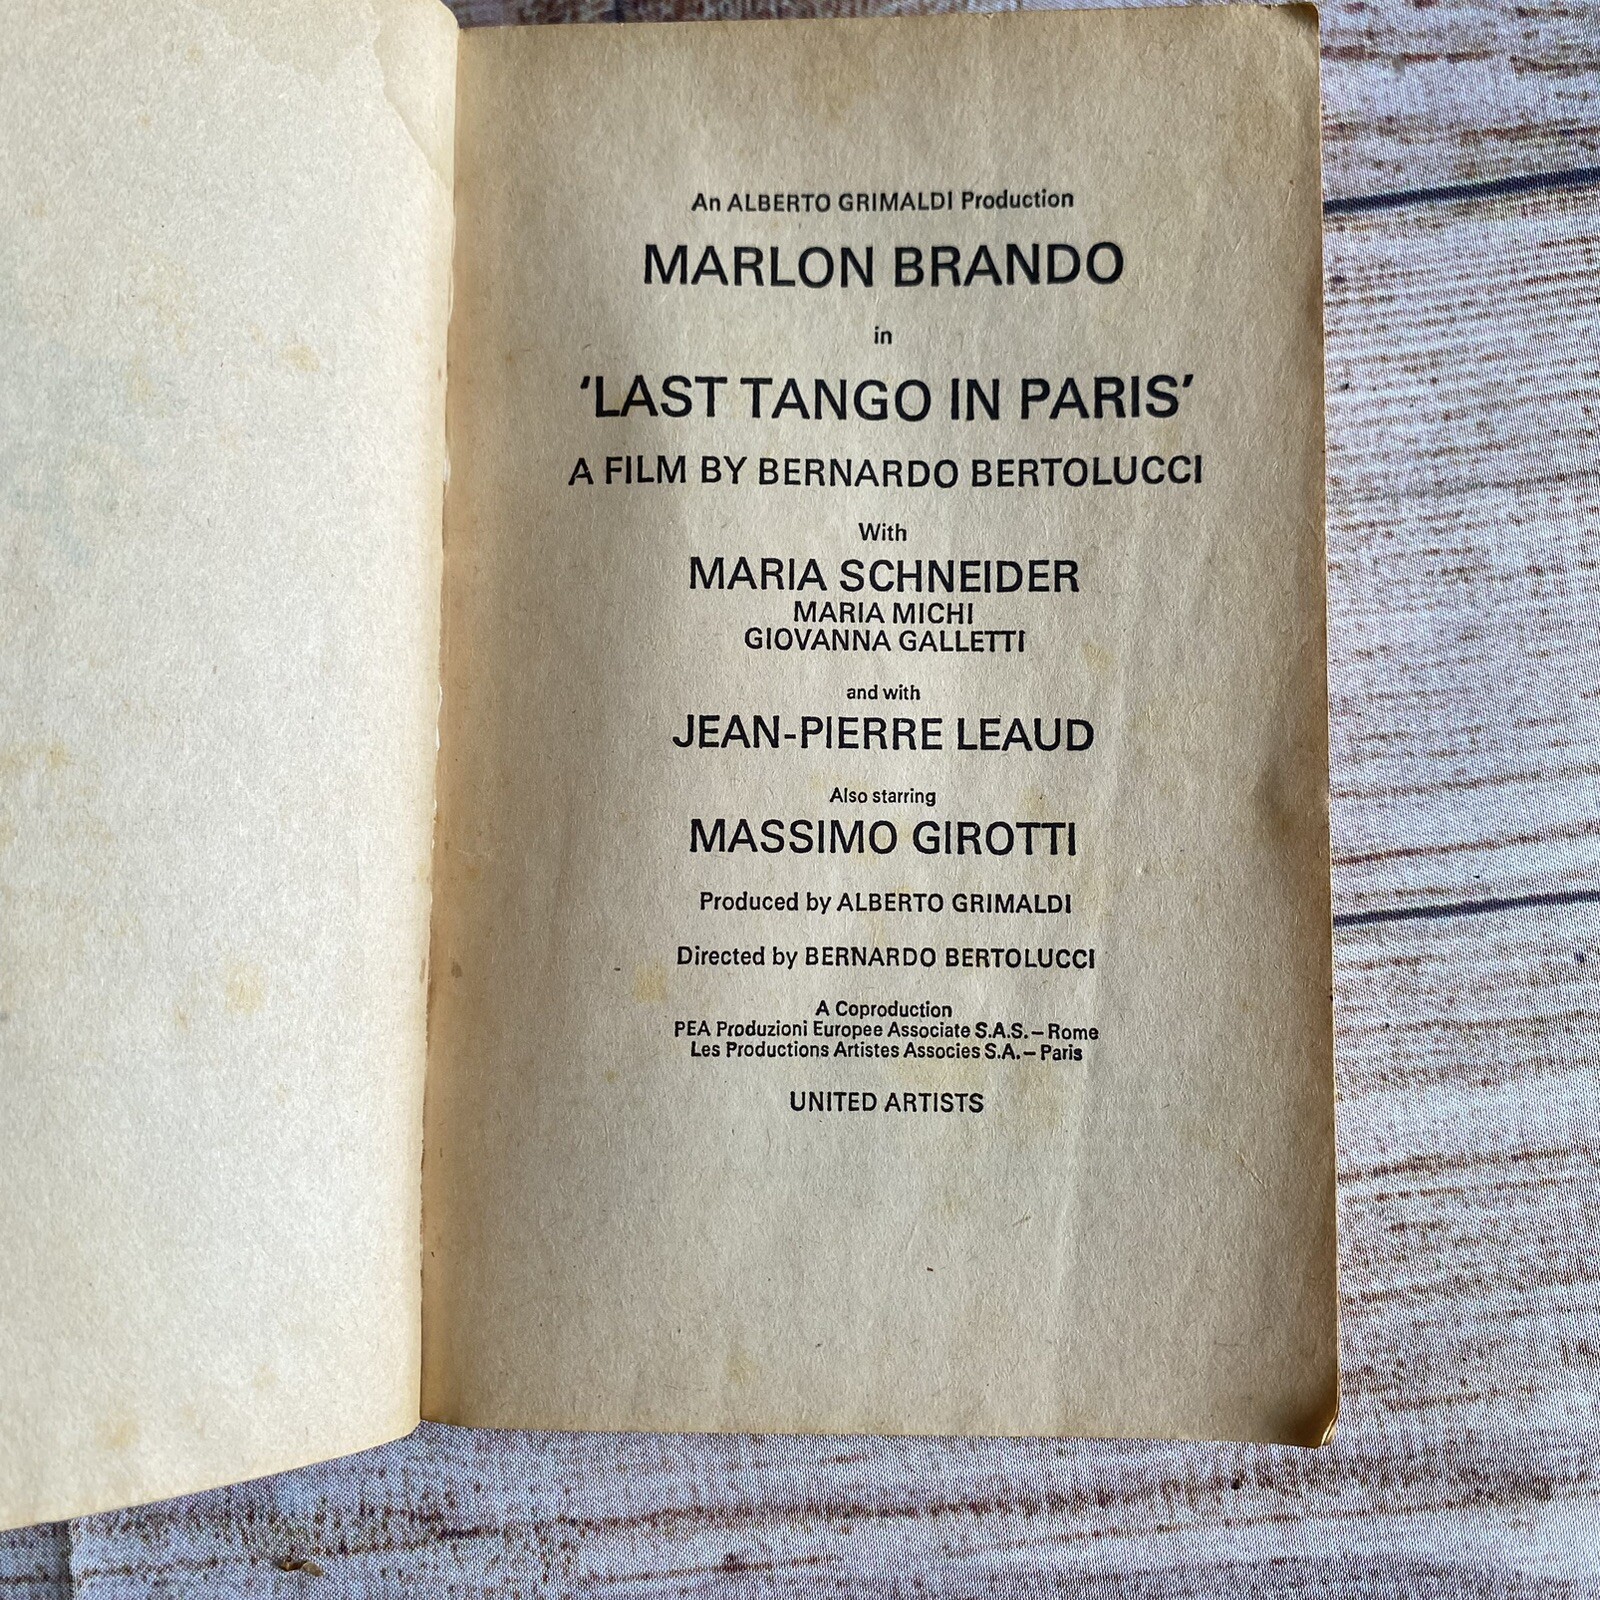 An ALBERTO GRIMALDI Production
MARLON BRANDO
in
‘LAST TANGO IN PARIS’
A FILM BY BERNARDO BERTOLUCCI
With
MARIA SCHNEIDER
MARIA MICHI
GIOVANNA GALLETTI
and with
JEAN-PIERRE LEAUD
Also starring
MASSIMO GIROTTI
Produced by ALBERTO GRIMALDI
Directed by BERNARDO BERTOLUCCI
A Coproduction
PEA Produzioni Europee Associate S.A.S. – Rome
Les Productions Artistes Associes S.A. – Paris
UNITED ARTISTS